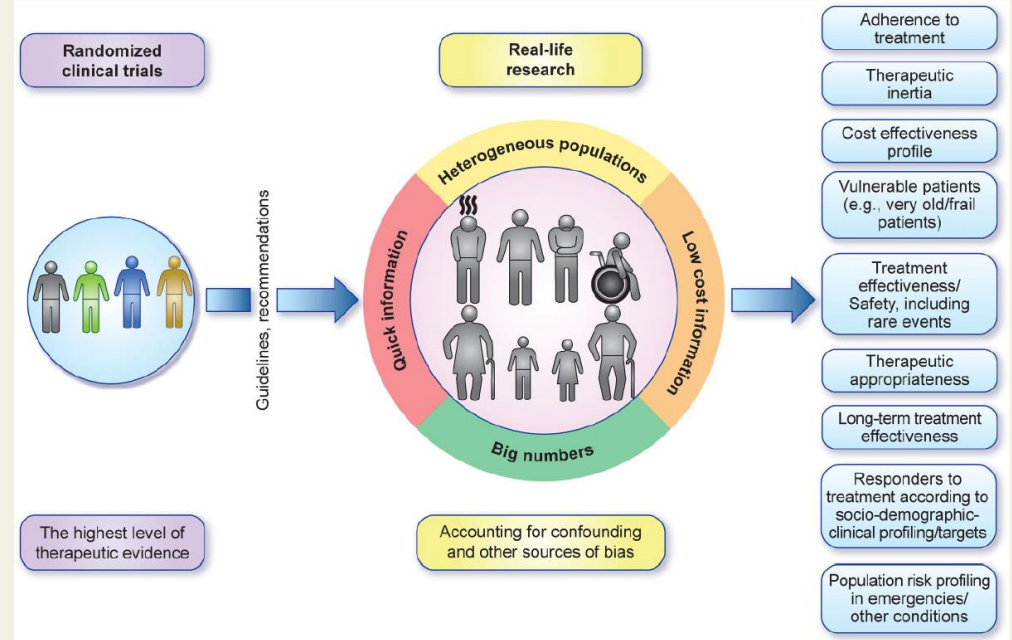 Randomized
clinical trials
The highest level of
therapeutic evidence
Guidelines, recommendations
Real-life
research
Heterogeneous populations
Quick information
Low cost information
Big numbers
Accounting for confounding
and other sources of bias
Adherence to
treatment
Therapeutic
inertia
Cost effectiveness
profile
Vulnerable patients
(e.g., very old/frail
patients)
Treatment
effectiveness/
Safety, including
rare events
Therapeutic
appropriateness
Long-term treatment
effectiveness
Responders to
treatment according to
socio-demographic-
clinical profiling/targets
Population risk profiling
in emergencies/
other conditions